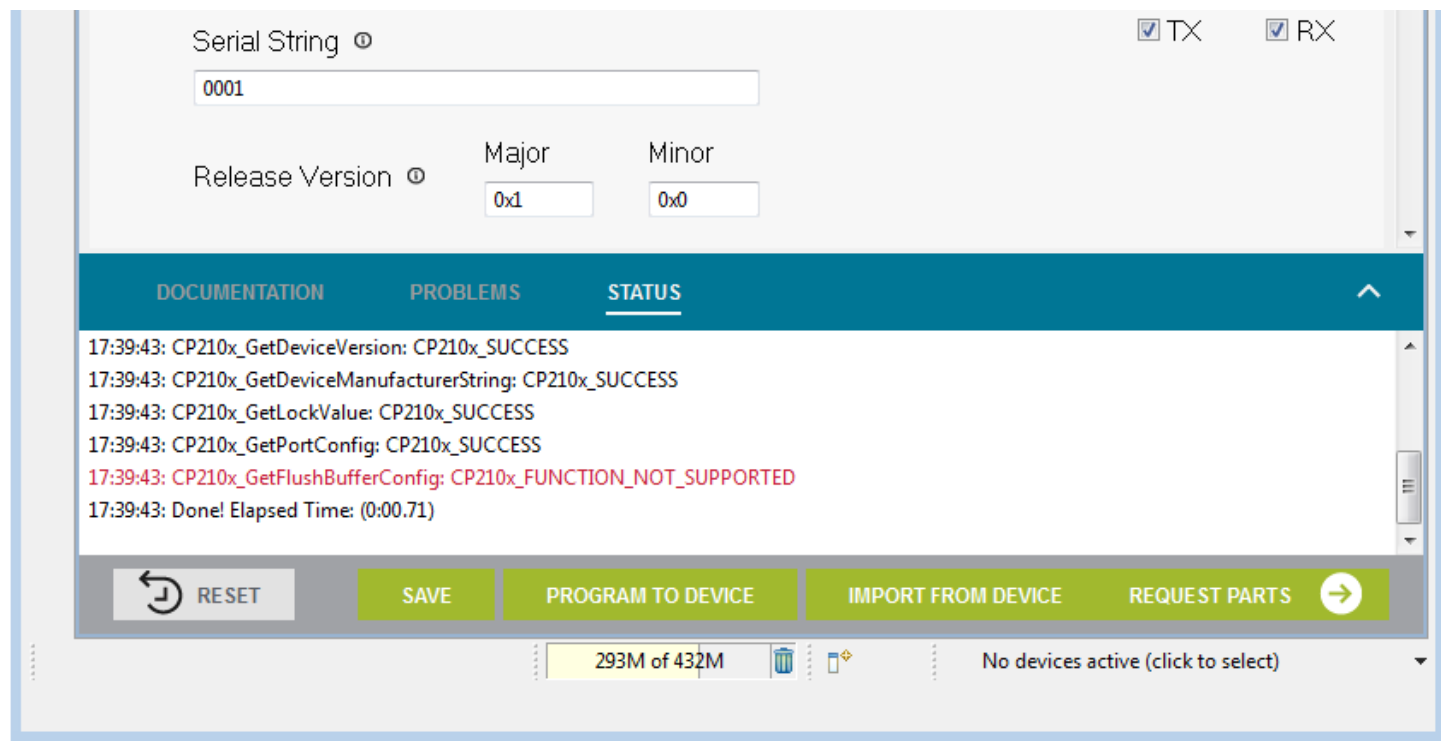 Serial String
TX RX
0001
Major Minor
Release Version
0x1 0x0
DOCUMENTATION PROBLEMS STATUS
17:39:43: CP210x_GetDeviceVersion: CP210x_SUCCESS
17:39:43: CP210x_GetDeviceManufacturerString: CP210x_SUCCESS
17:39:43: CP210x_GetLockValue: CP210x_SUCCESS
17:39:43: CP210x_GetPortConfig: CP210x_SUCCESS
17:39:43: CP210x_GetFlushBufferConfig: CP210x_FUNCTION_NOT_SUPPORTED
17:39:43: Done! Elapsed Time: (0:00.71)
RESET SAVE PROGRAM TO DEVICE IMPORT FROM DEVICE REQUEST PARTS
293M of 432M No devices active (click to select)